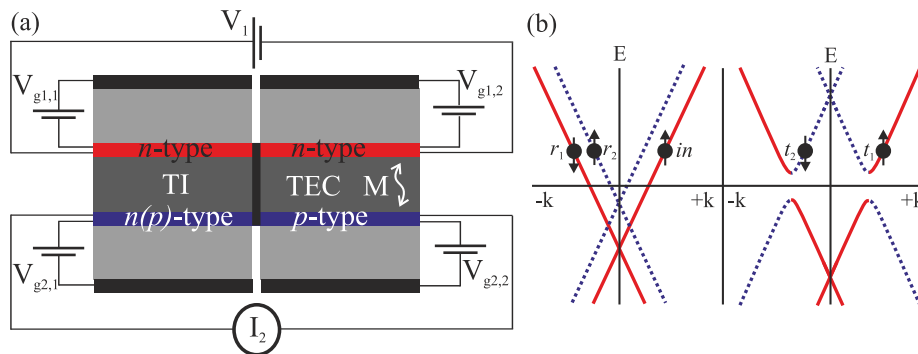 (a)
V1
(b)
Vg1,1
Vg1,2
n-type
n-type
TI
TEC
M
n(p)-type
p-type
Vg2,1
Vg2,2
I2
E
E
r1
r2
in
t2
t1
-k
+k
-k
+k